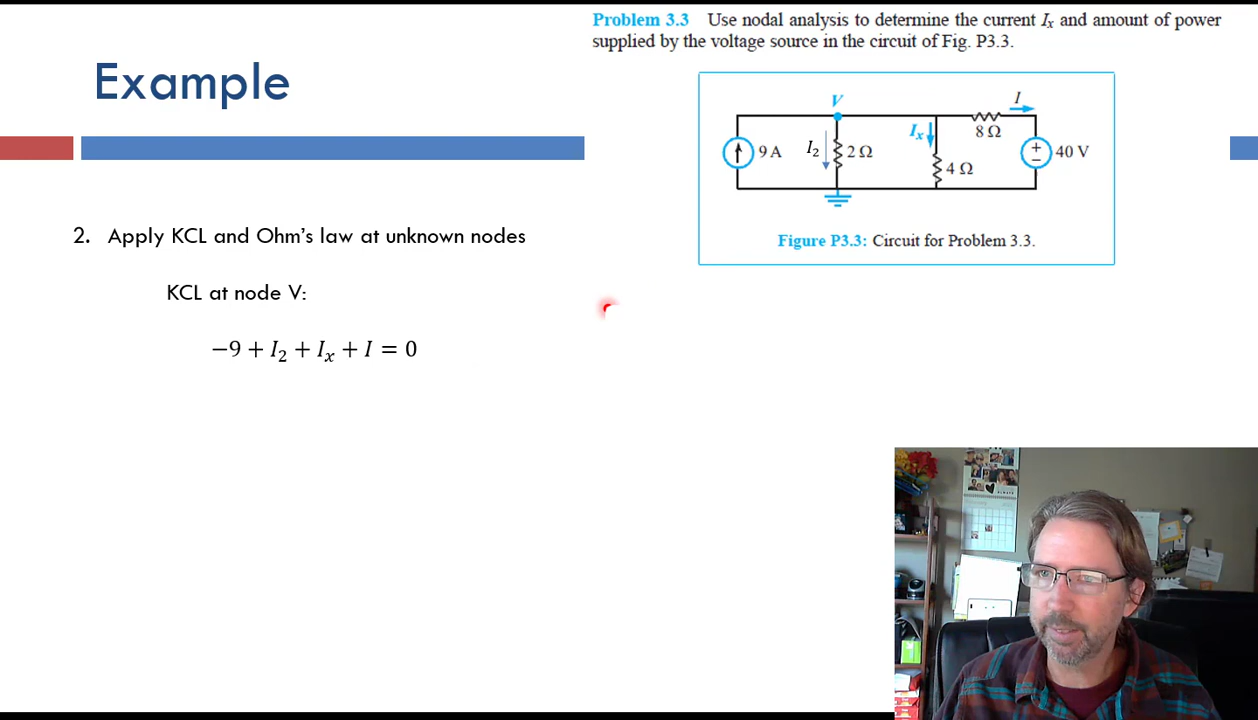 Problem 3.3 Use nodal analysis to determine the current Iₓ and amount of power
supplied by the voltage source in the circuit of Fig. P3.3.
Example
V
I
Iₓ
8 Ω
9 A
I₂
2 Ω
+
−
40 V
4 Ω
Figure P3.3: Circuit for Problem 3.3.
2. Apply KCL and Ohm's law at unknown nodes
KCL at node V:
−9 + I₂ + Iₓ + I = 0